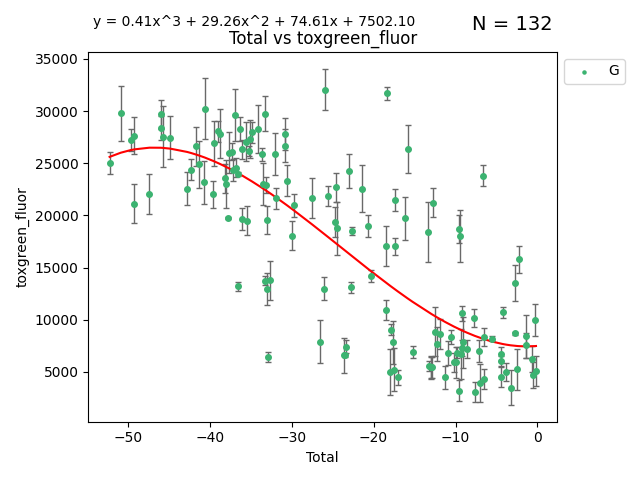 y = 0.41x^3 + 29.26x^2 + 74.61x + 7502.10
N = 132
Total vs toxgreen_fluor
G
toxgreen_fluor
35000
30000
25000
20000
15000
10000
5000
−50 −40 −30 −20 −10 0
Total